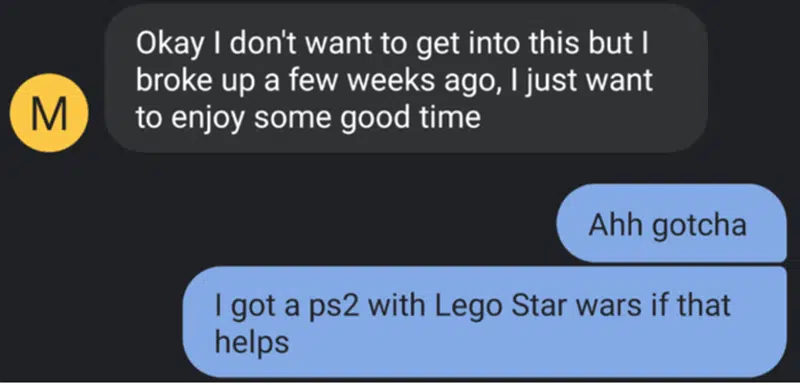 Okay I don't want to get into this but I
broke up a few weeks ago, I just want
to enjoy some good time
M
Ahh gotcha
I got a ps2 with Lego Star wars if that
helps